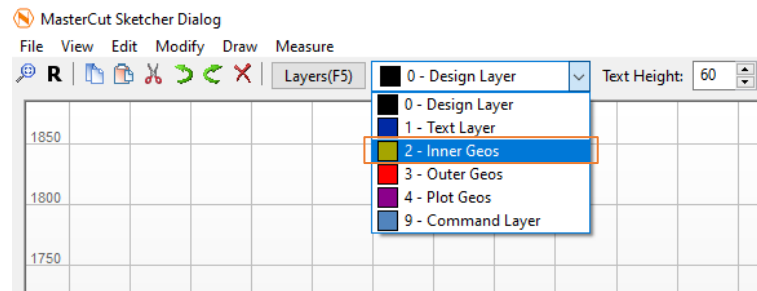 MasterCut Sketcher Dialog
File View Edit Modify Draw Measure
R Layers(F5) 0 - Design Layer Text Height: 60
0 - Design Layer
1 - Text Layer
2 - Inner Geos
3 - Outer Geos
4 - Plot Geos
9 - Command Layer
1850
1800
1750